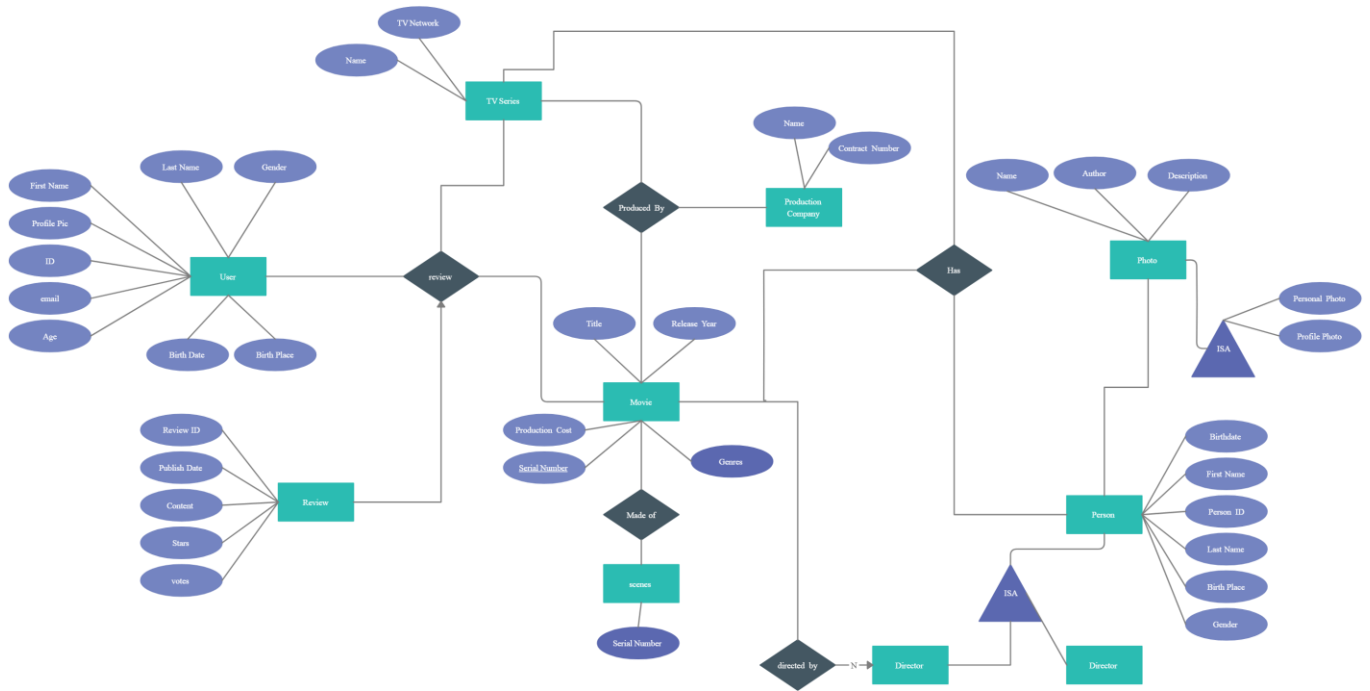 TV Network
Name
TV Series
Name
Contract Number
Production
Company
Produced By
Last Name
Gender
First Name
Profile Pic
ID
email
Age
User
Birth Date
Birth Place
review
Has
Name
Author
Description
Photo
Personal Photo
Profile Photo
ISA
Title
Release Year
Movie
Production Cost
Serial Number
Genres
Review ID
Publish Date
Content
Stars
votes
Review
Made of
scenes
Serial Number
Birthdate
First Name
Person ID
Last Name
Birth Place
Gender
Person
ISA
directed by
N
Director
Director